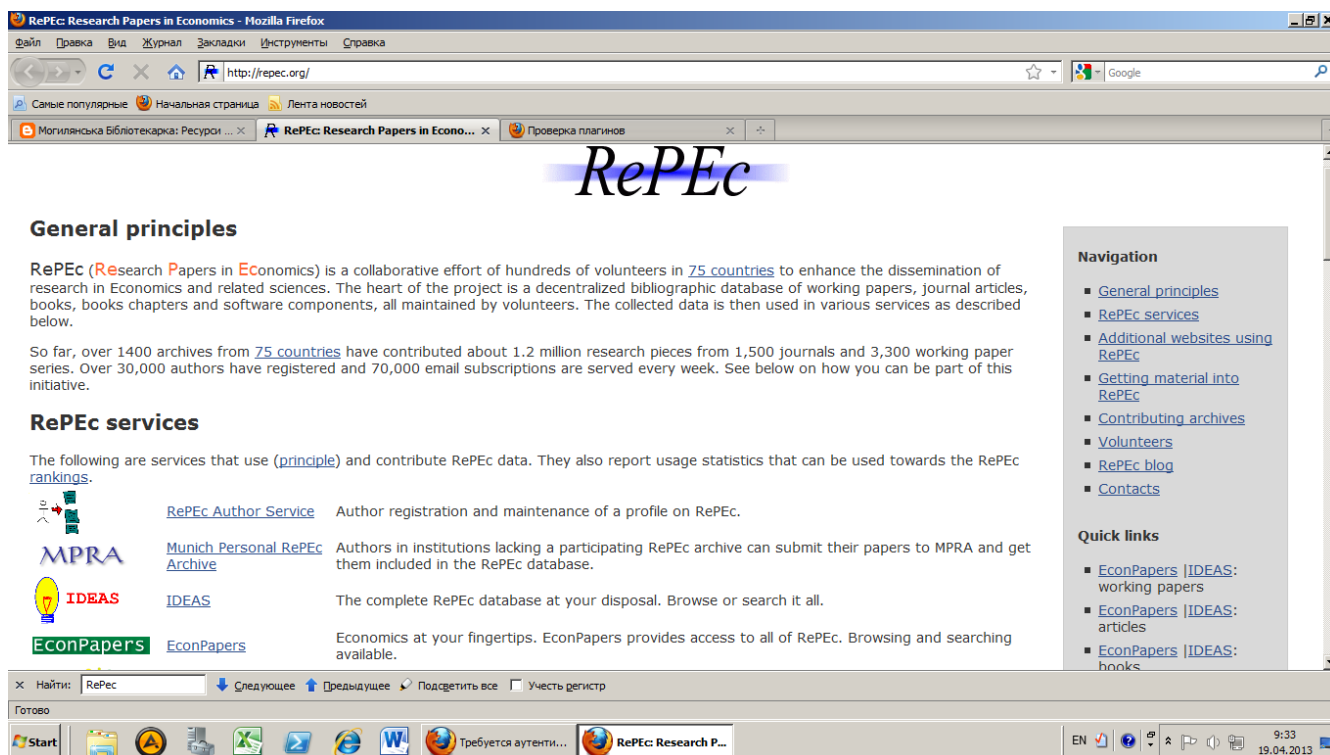 RePEc: Research Papers in Economics - Mozilla Firefox
Файл Правка Вид Журнал Закладки Инструменты Справка
http://repec.org/
Google
Самые популярные Начальная страница Лента новостей
Могилянська Бібліотекарка: Ресурси ... RePEc: Research Papers in Econo... Проверка плагинов
RePEc
General principles
RePEc (Research Papers in Economics) is a collaborative effort of hundreds of volunteers in 75 countries to enhance the dissemination of
research in Economics and related sciences. The heart of the project is a decentralized bibliographic database of working papers, journal articles,
books, books chapters and software components, all maintained by volunteers. The collected data is then used in various services as described
below.
So far, over 1400 archives from 75 countries have contributed about 1.2 million research pieces from 1,500 journals and 3,300 working paper
series. Over 30,000 authors have registered and 70,000 email subscriptions are served every week. See below on how you can be part of this
initiative.
RePEc services
The following are services that use (principle) and contribute RePEc data. They also report usage statistics that can be used towards the RePEc
rankings.
RePEc Author Service Author registration and maintenance of a profile on RePEc.
MPRA Munich Personal RePEc Archive Authors in institutions lacking a participating RePEc archive can submit their papers to MPRA and get
them included in the RePEc database.
IDEAS IDEAS The complete RePEc database at your disposal. Browse or search it all.
EconPapers EconPapers Economics at your fingertips. EconPapers provides access to all of RePEc. Browsing and searching
available.
Navigation
General principles
RePEc services
Additional websites using
RePEc
Getting material into
RePEc
Contributing archives
Volunteers
RePEc blog
Contacts
Quick links
EconPapers |IDEAS:
working papers
EconPapers |IDEAS:
articles
EconPapers |IDEAS:
books
Найти: RePec Следующее Предыдущее Подсветить все Учесть регистр
Готово
Start Требуется аутенти... RePEc: Research P... EN 9:33
19.04.2013